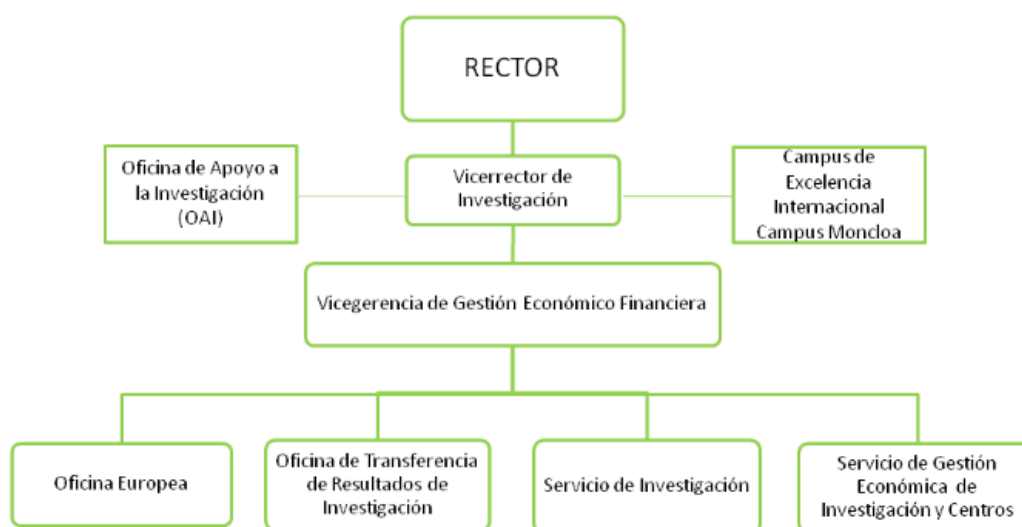 RECTOR
Oficina de Apoyo a
la Investigación
(OAI)
Vicerrector de
Investigación
Campus de
Excelencia
Internacional
Campus Moncloa
Vicegerencia de Gestión Económico Financiera
Oficina Europea
Oficina de Transferencia
de Resultados de
Investigación
Servicio de Investigación
Servicio de Gestión
Económica de
Investigación y Centros